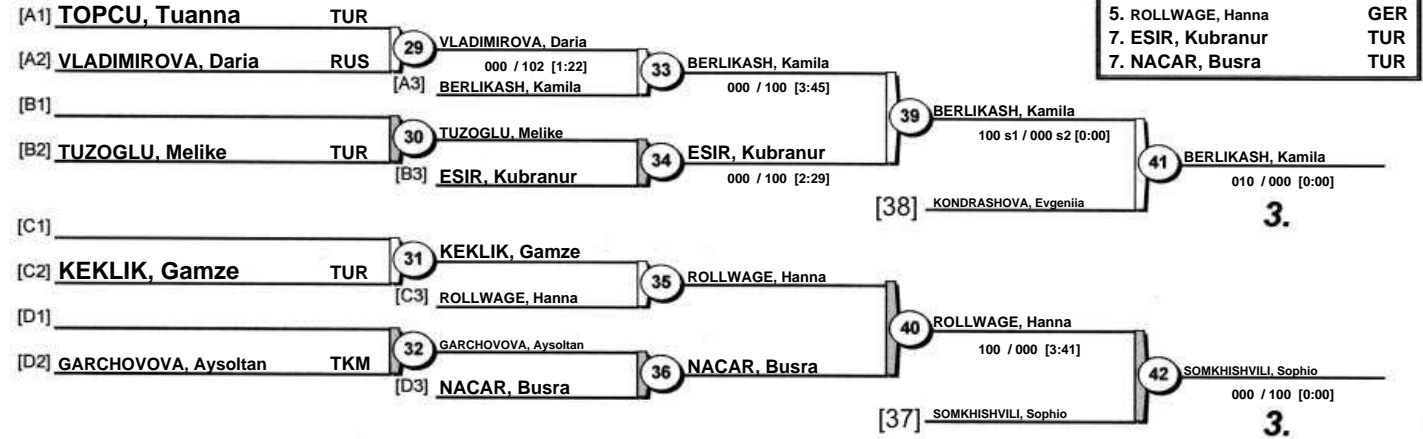 5. ROLLWAGE, Hanna GER
7. ESIR, Kubranur TUR
7. NACAR, Busra TUR
[A1] TOPCU, Tuanna TUR
29 VLADIMIROVA, Daria
[A2] VLADIMIROVA, Daria RUS
000 / 102 [1:22]
33 BERLIKASH, Kamila
[A3] BERLIKASH, Kamila
000 / 100 [3:45]
[B1]
39 BERLIKASH, Kamila
30 TUZOGLU, Melike
100 s1 / 000 s2 [0:00]
[B2] TUZOGLU, Melike TUR
34 ESIR, Kubranur
41 BERLIKASH, Kamila
[B3] ESIR, Kubranur
000 / 100 [2:29]
010 / 000 [0:00]
[38] KONDRASHOVA, Evgeniia
3.
[C1]
31 KEKLIK, Gamze
[C2] KEKLIK, Gamze TUR
35 ROLLWAGE, Hanna
[C3] ROLLWAGE, Hanna
[D1]
40 ROLLWAGE, Hanna
32 GARCHOVOVA, Aysoltan
100 / 000 [3:41]
[D2] GARCHOVOVA, Aysoltan TKM
36 NACAR, Busra
42 SOMKHISHVILI, Sophio
[D3] NACAR, Busra
000 / 100 [0:00]
[37] SOMKHISHVILI, Sophio
3.